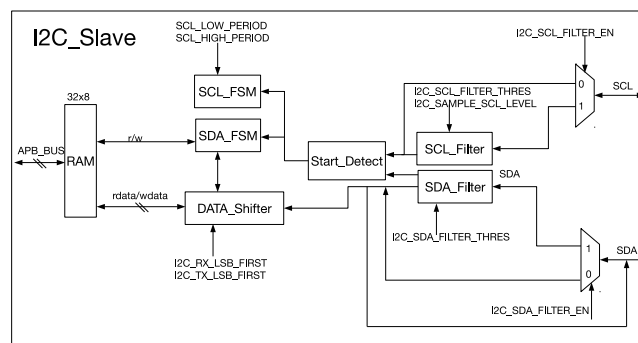 I2C_Slave
SCL_LOW_PERIOD
SCL_HIGH_PERIOD
I2C_SCL_FILTER_EN
32x8
SCL_FSM
I2C_SCL_FILTER_THRES
I2C_SAMPLE_SCL_LEVEL
0
1
SCL
r/w
SDA_FSM
Start_Detect
SCL_Filter
APB_BUS
RAM
SDA
SDA_Filter
rdata/wdata
DATA_Shifter
I2C_SDA_FILTER_THRES
I2C_RX_LSB_FIRST
I2C_TX_LSB_FIRST
1
0
SDA
I2C_SDA_FILTER_EN